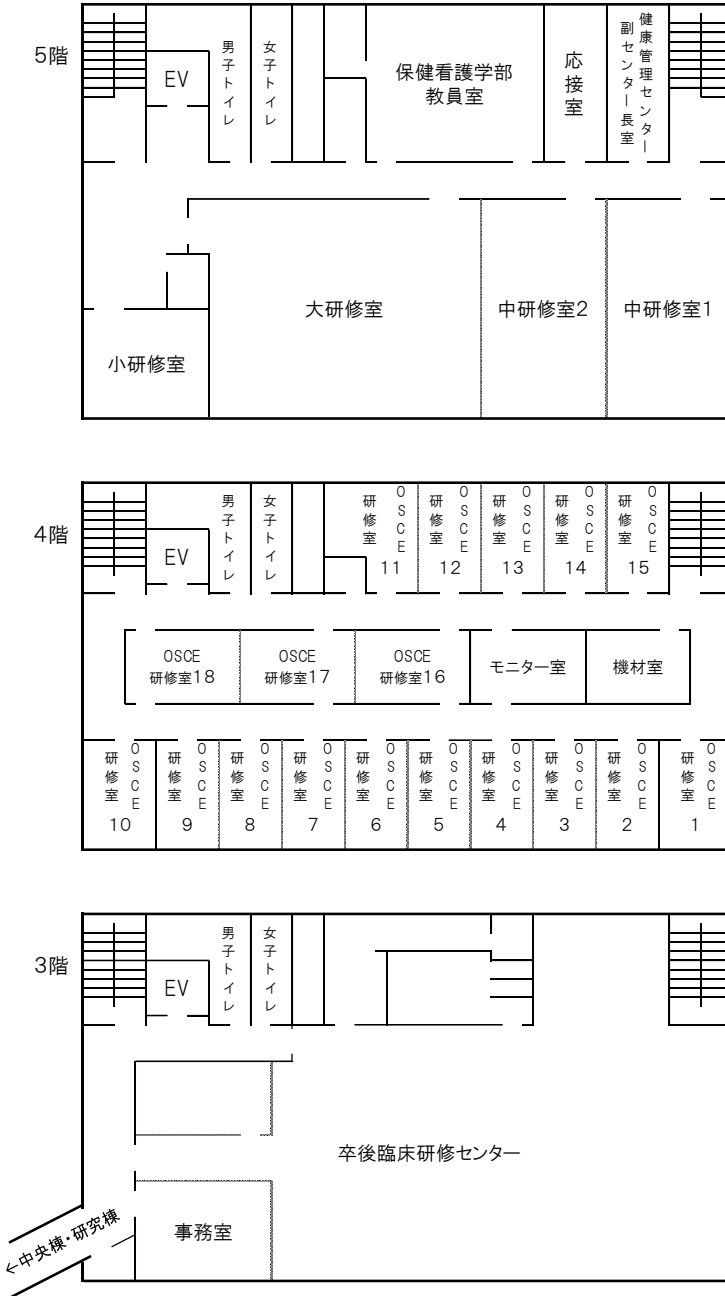 5階
EV
男子トイレ
女子トイレ
保健看護学部
教員室
応接室
健康管理センター
副センター長室
大研修室
中研修室2
中研修室1
小研修室
4階
EV
男子トイレ
女子トイレ
OSCE
研修室
11
OSCE
研修室
12
OSCE
研修室
13
OSCE
研修室
14
OSCE
研修室
15
OSCE
研修室18
OSCE
研修室17
OSCE
研修室16
モニター室
機材室
OSCE
研修室
10
OSCE
研修室
9
OSCE
研修室
8
OSCE
研修室
7
OSCE
研修室
6
OSCE
研修室
5
OSCE
研修室
4
OSCE
研修室
3
OSCE
研修室
2
OSCE
研修室
1
3階
EV
男子トイレ
女子トイレ
卒後臨床研修センター
事務室
←中央棟・研究棟